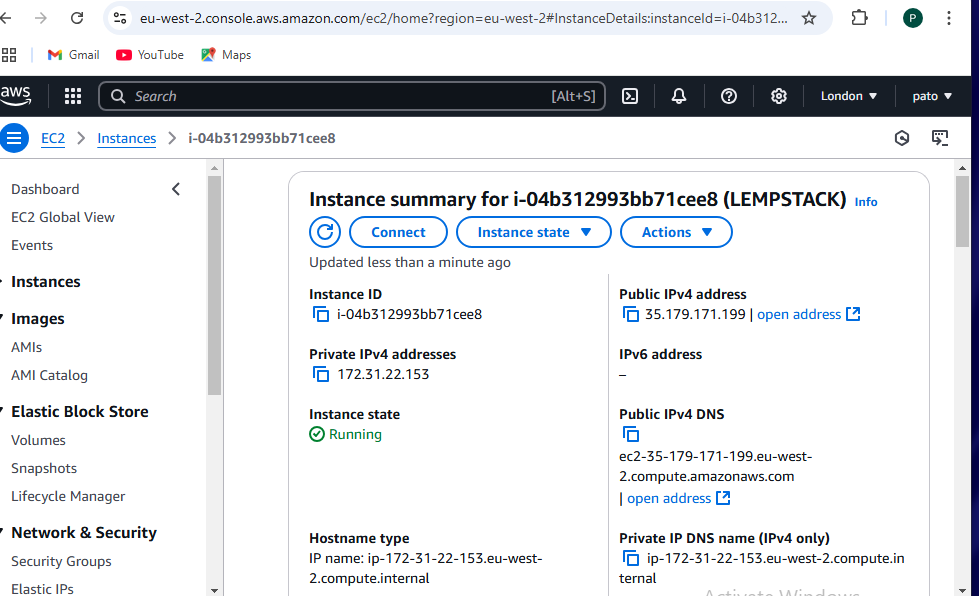 eu-west-2.console.aws.amazon.com/ec2/home?region=eu-west-2#InstanceDetails:instanceId=i-04b312...
P
Gmail YouTube Maps
aws Search [Alt+S] London pato
EC2 Instances i-04b312993bb71cee8
Dashboard
EC2 Global View
Events
Instances
Images
AMIs
AMI Catalog
Elastic Block Store
Volumes
Snapshots
Lifecycle Manager
Network & Security
Security Groups
Elastic IPs
Instance summary for i-04b312993bb71cee8 (LEMPSTACK) Info
Connect Instance state Actions
Updated less than a minute ago
Instance ID
i-04b312993bb71cee8
Public IPv4 address
35.179.171.199 | open address
Private IPv4 addresses
172.31.22.153
IPv6 address
–
Instance state
Running
Public IPv4 DNS
ec2-35-179-171-199.eu-west-
2.compute.amazonaws.com
| open address
Hostname type
IP name: ip-172-31-22-153.eu-west-
2.compute.internal
Private IP DNS name (IPv4 only)
ip-172-31-22-153.eu-west-2.compute.in
ternal
Activate Windows